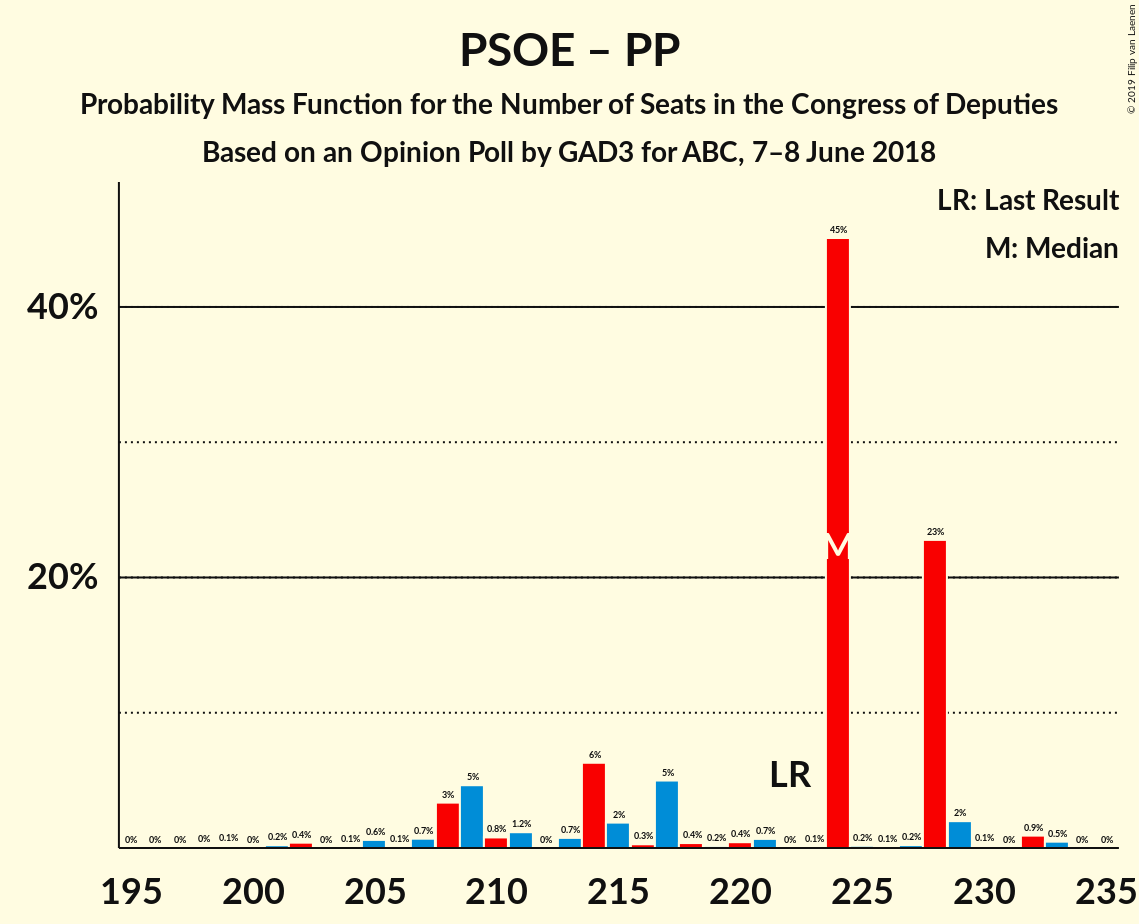 PSOE – PP
Probability Mass Function for the Number of Seats in the Congress of Deputies
Based on an Opinion Poll by GAD3 for ABC, 7–8 June 2018
© 2019 Filip van Laenen
LR: Last Result
M: Median
40%
20%
0% 0% 0% 0% 0.1% 0% 0.2% 0.4% 0% 0.1% 0.6% 0.1% 0.7% 3% 5% 0.8% 1.2% 0% 0.7% 6% 2% 0.3% 5% 0.4% 0.2% 0.4% 0.7% 0% 0.1% 45% 0.2% 0.1% 0.2% 23% 2% 0.1% 0% 0.9% 0.5% 0% 0%
M
LR
195 200 205 210 215 220 225 230 235